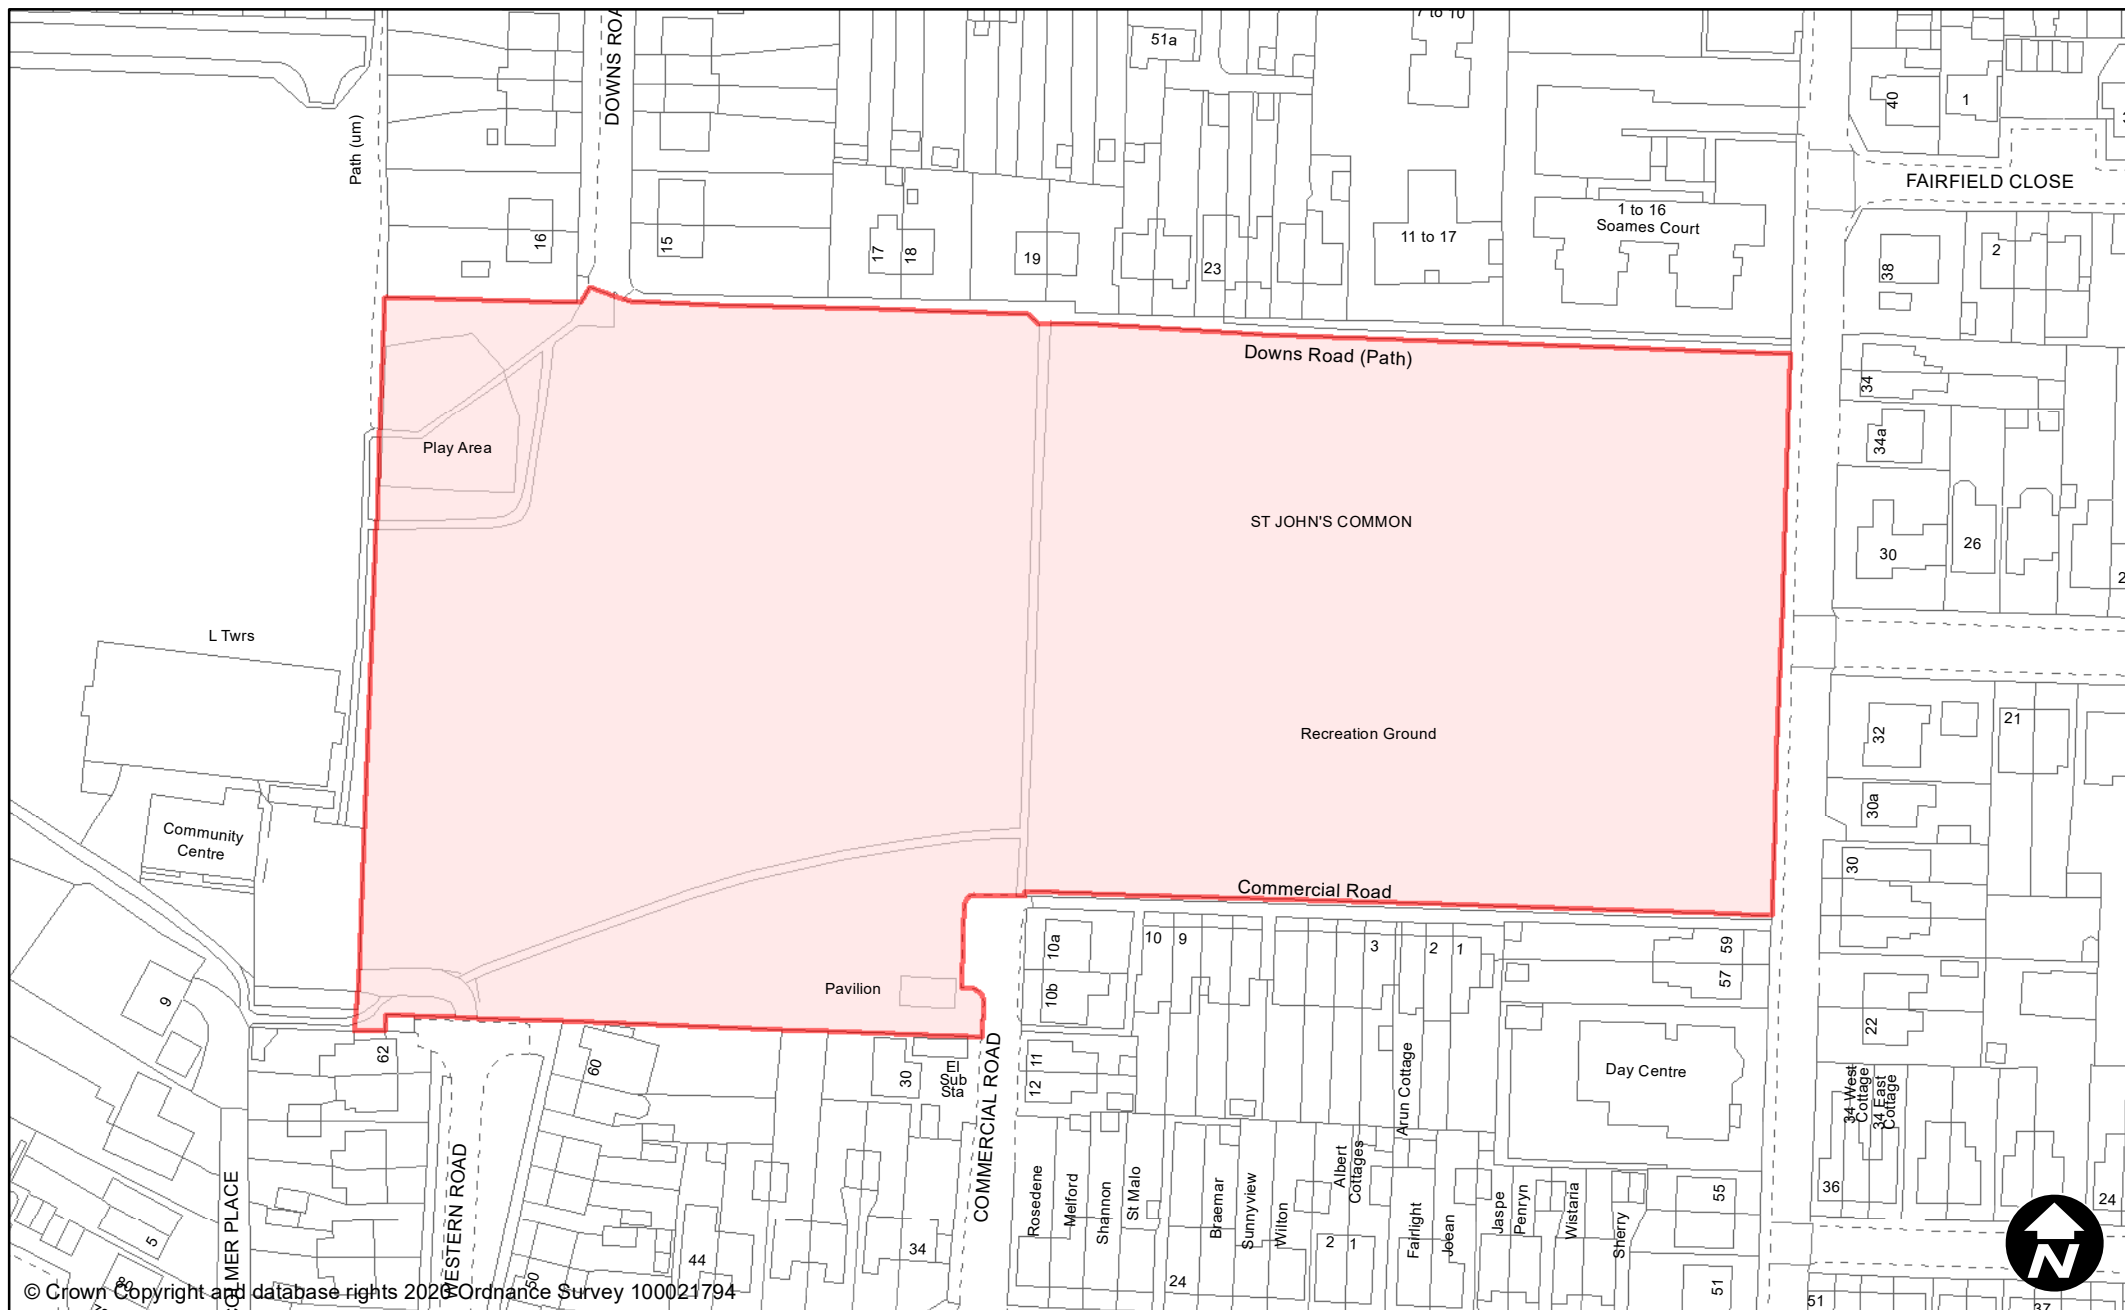 7 to 10
51a
DOWNS ROA
40
1
Path (um)
FAIRFIELD CLOSE
1 to 16
Soames Court
16
15
17
18
19
23
11 to 17
38
2
Downs Road (Path)
34
34a
Play Area
ST JOHN'S COMMON
30
26
2
L Twrs
Recreation Ground
32
21
30a
Community
Centre
30
Commercial Road
10a
10
9
3
2
1
59
57
9
Pavilion
10b
22
62
60
30
El
Sub
Sta
COMMERCIAL ROAD
11
12
Arun Cottage
Day Centre
34 West
Cottage
34 East
Cottage
COLMER PLACE
WESTERN ROAD
Rosedene
Melford
Shannon
St Malo
Braemar
Sunnyview
Wilton
Albert
Cottages
Fairlight
Joean
Jaspe
Penryn
Wistaria
Sherry
55
36
24
5
44
34
2
1
N
80
50
24
51
51
37
© Crown Copyright and database rights 2020 Ordnance Survey 100021794